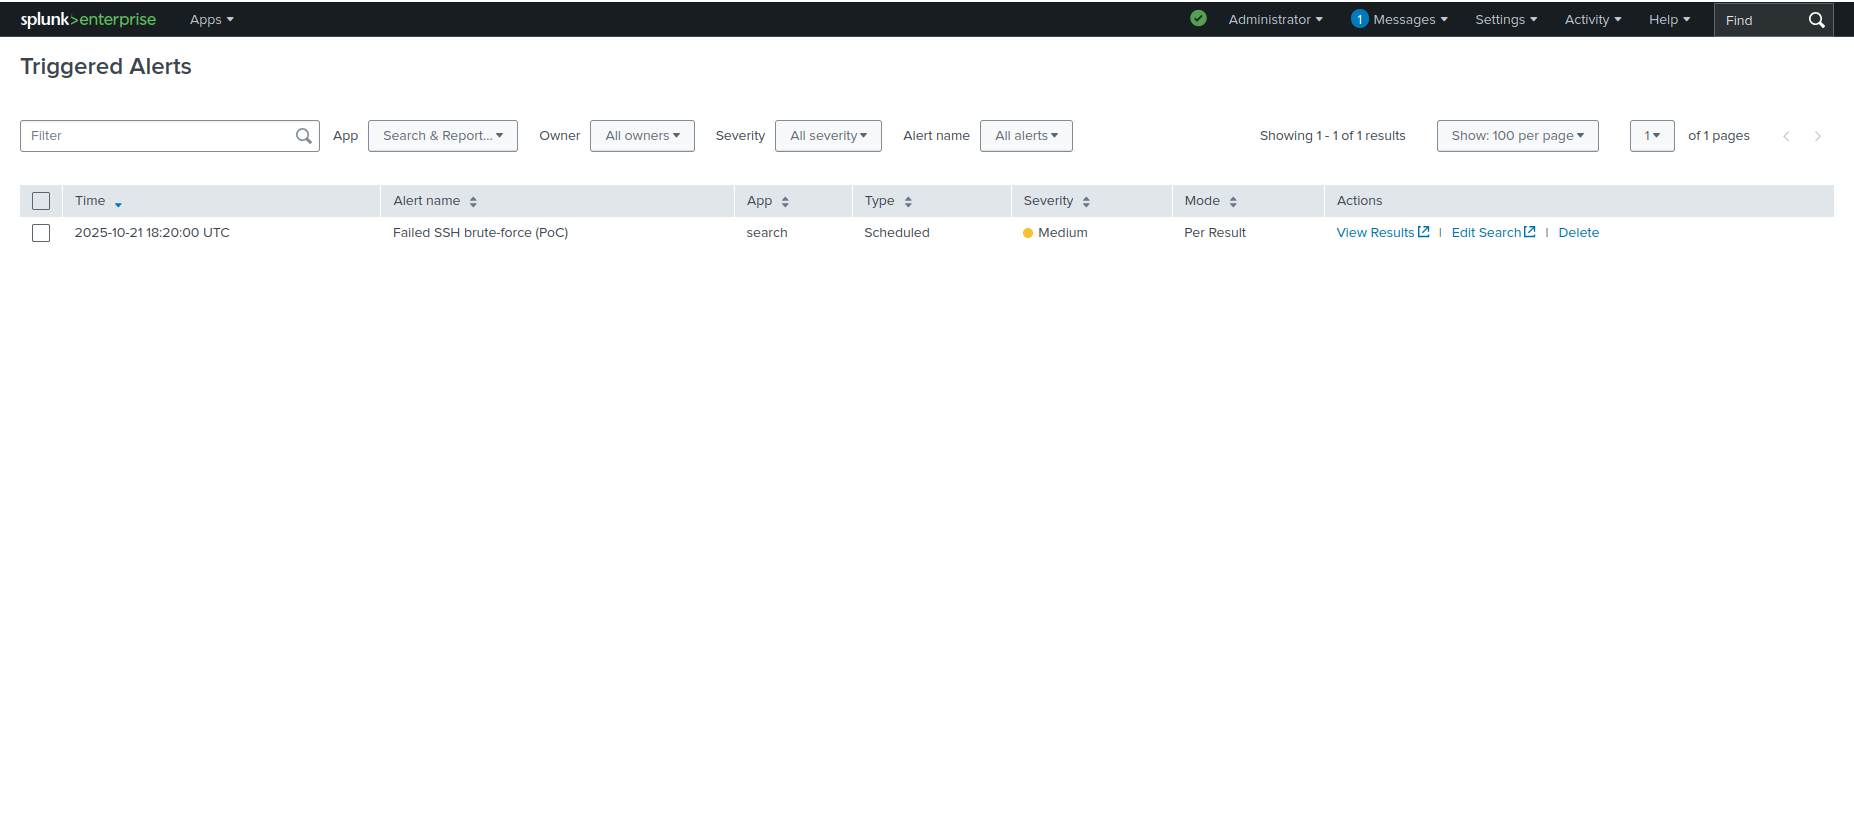 splunk>enterprise Apps Administrator 1 Messages Settings Activity Help Find
Triggered Alerts
Filter App Search & Report... Owner All owners Severity All severity Alert name All alerts Showing 1 - 1 of 1 results Show: 100 per page 1 of 1 pages
Time Alert name App Type Severity Mode Actions
2025-10-21 18:20:00 UTC Failed SSH brute-force (PoC) search Scheduled Medium Per Result View Results | Edit Search | Delete